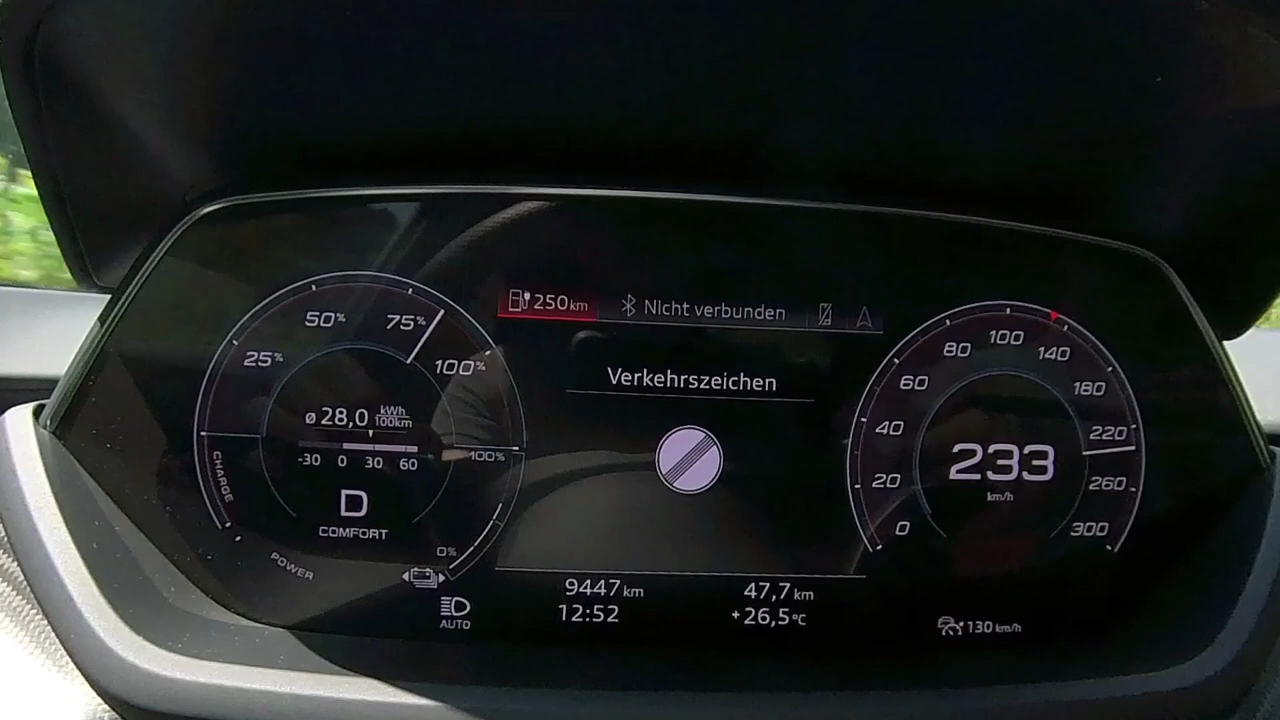 250 km Nicht verbunden
Verkehrszeichen
25% 50% 75% 100%
ø 28,0 kWh/100km
-30 0 30 60
D
COMFORT
CHARGE
POWER
100%
0%
AUTO
9447 km 47,7 km
12:52 +26,5 °C
0 20 40 60 80 100 140 180 220 260 300
233
km/h
130 km/h